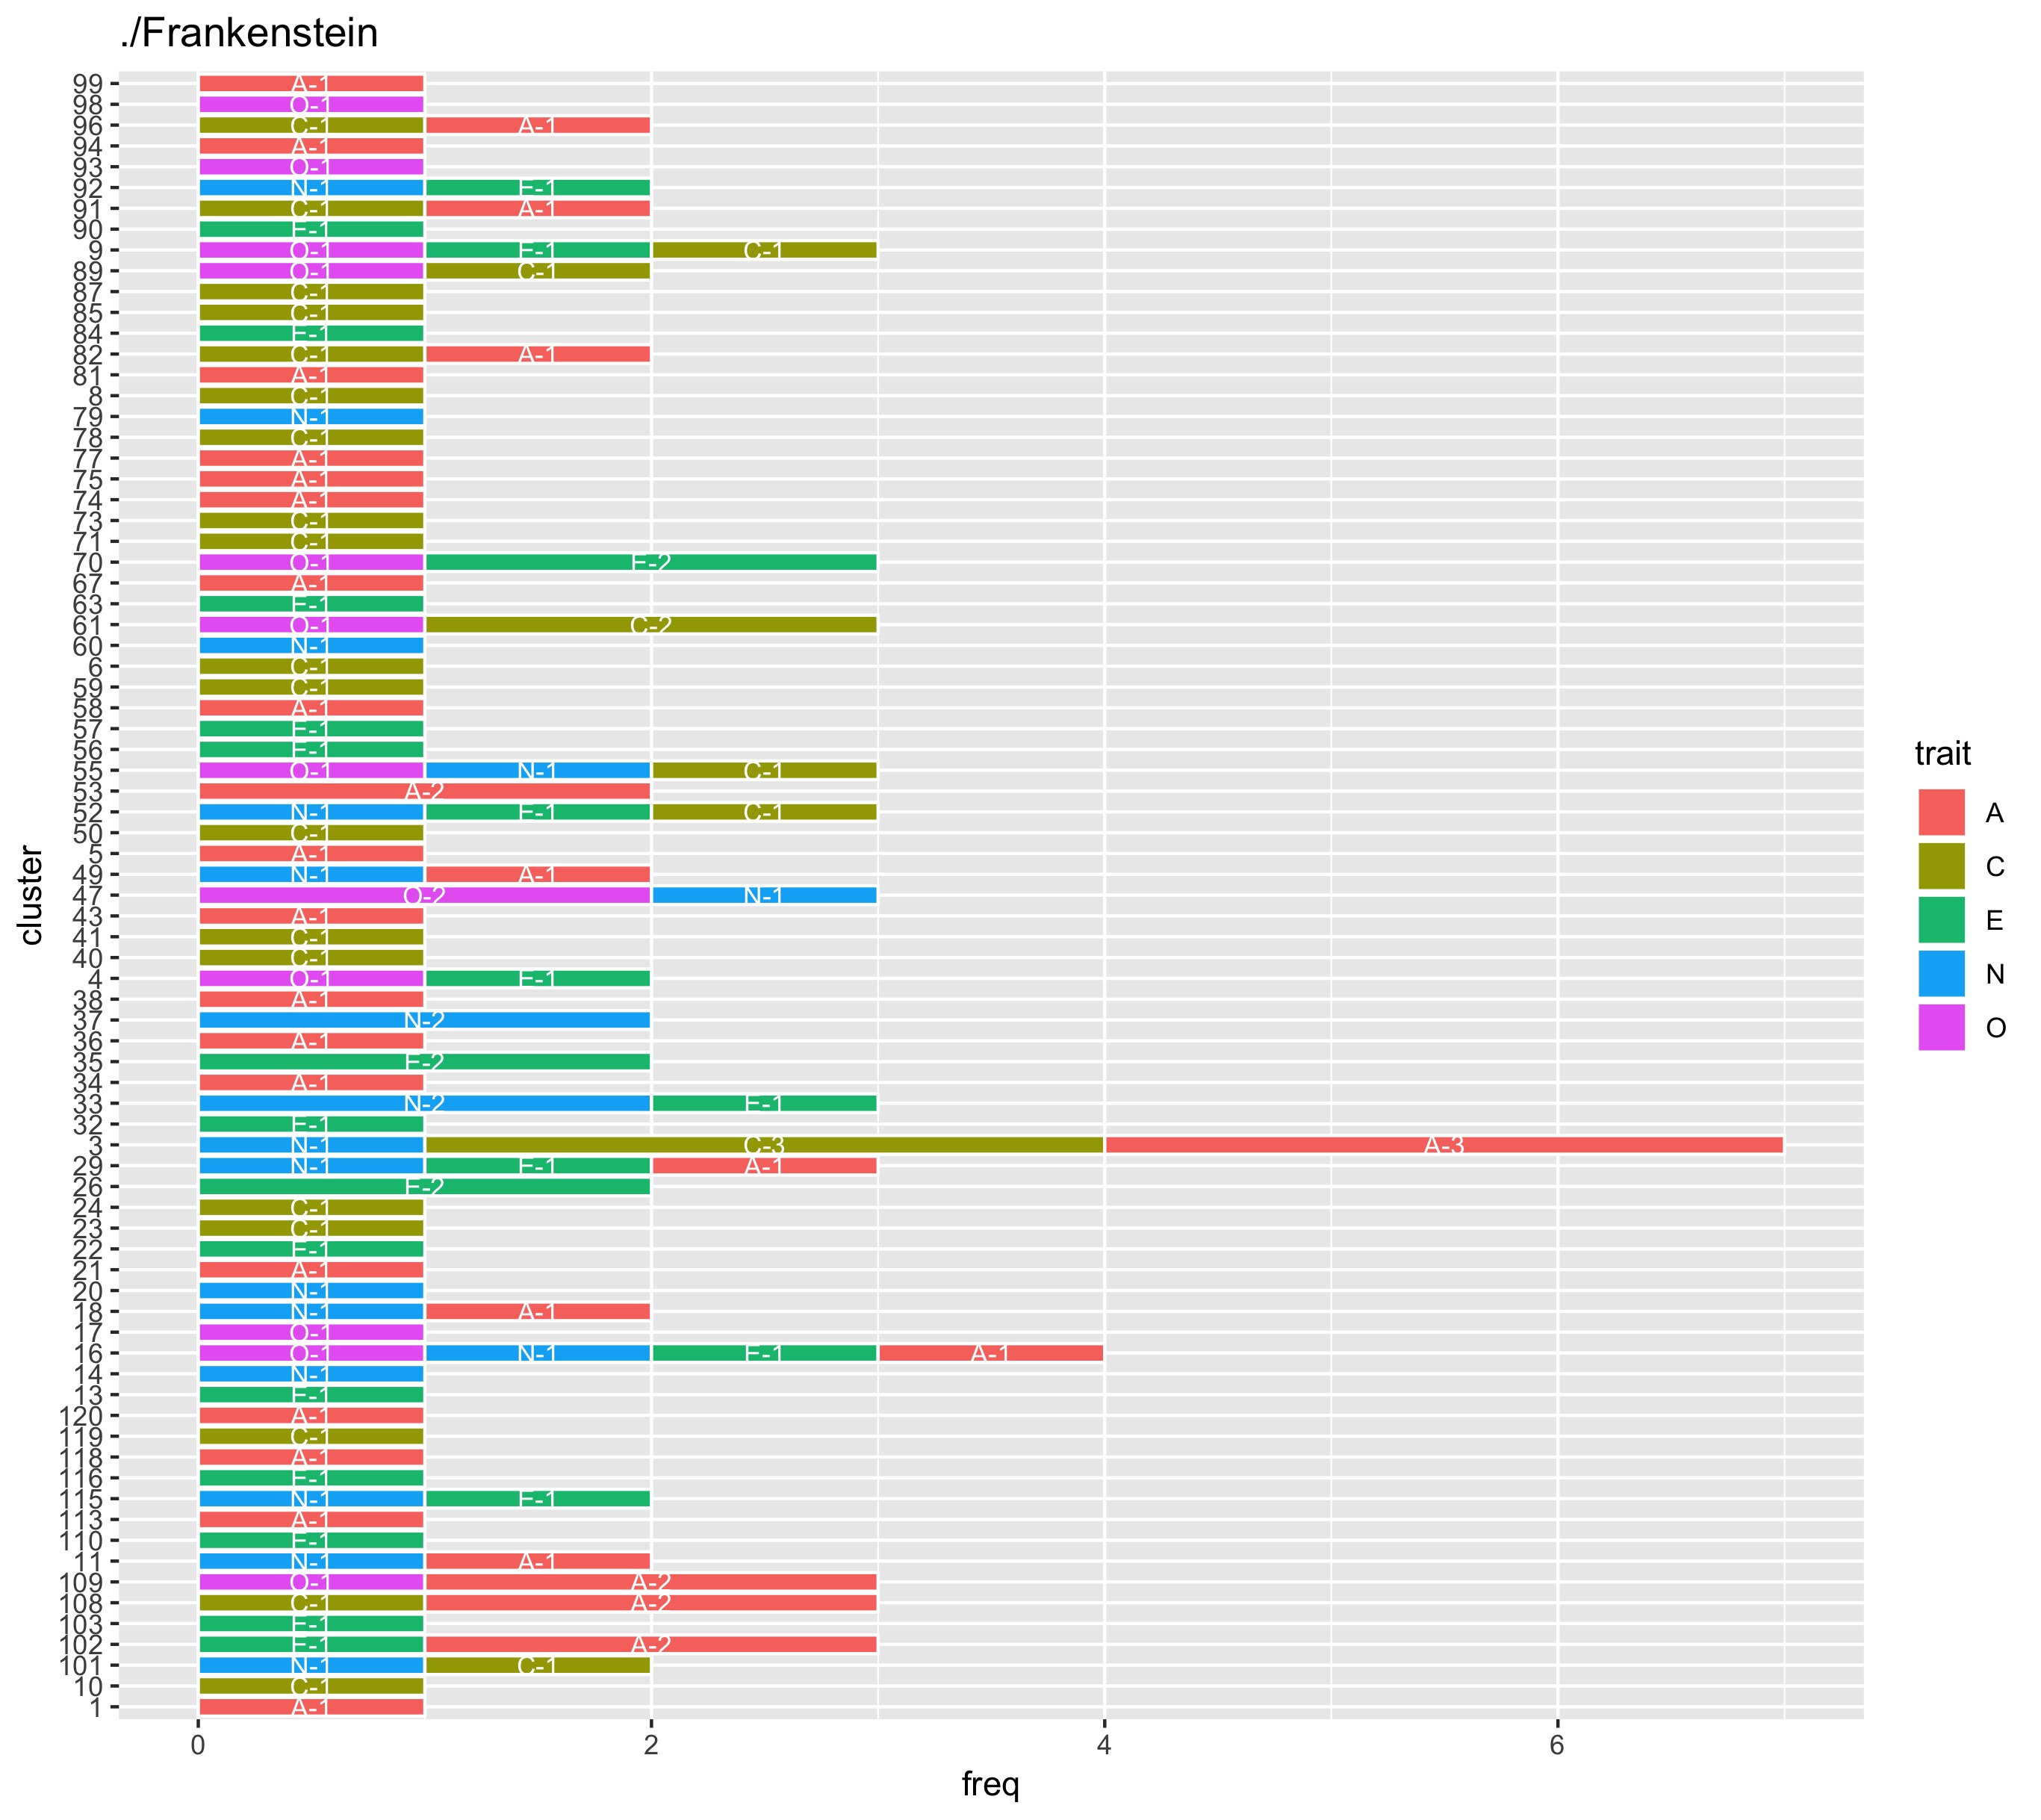 ./Frankenstein
99 A-1
98 O-1
96 C-1 A-1
94 A-1
93 O-1
92 N-1 E-1
91 C-1 A-1
90 E-1
9 O-1 E-1 C-1
89 O-1 C-1
87 C-1
85 C-1
84 E-1
82 C-1 A-1
81 A-1
8 C-1
79 N-1
78 C-1
77 A-1
75 A-1
74 A-1
73 C-1
71 C-1
70 O-1 E-2
67 A-1
63 E-1
61 O-1 C-2
60 N-1
6 C-1
59 C-1
58 A-1
57 E-1
56 E-1
55 O-1 N-1 C-1
53 A-2
52 N-1 E-1 C-1
50 C-1
5 A-1
49 N-1 A-1
47 O-2 N-1
43 A-1
41 C-1
40 C-1
4 O-1 E-1
38 A-1
37 N-2
36 A-1
35 E-2
34 A-1
33 N-2 E-1
32 E-1
3 N-1 C-3 A-3
29 N-1 E-1 A-1
26 E-2
24 C-1
23 C-1
22 E-1
21 A-1
20 N-1
18 N-1 A-1
17 O-1
16 O-1 N-1 E-1 A-1
14 N-1
13 E-1
120 A-1
119 C-1
118 A-1
116 E-1
115 N-1 E-1
113 A-1
110 E-1
11 N-1 A-1
109 O-1 A-2
108 C-1 A-2
103 E-1
102 E-1 A-2
101 N-1 C-1
10 C-1
1 A-1
0 2 4 6
freq
cluster
trait
A
C
E
N
O